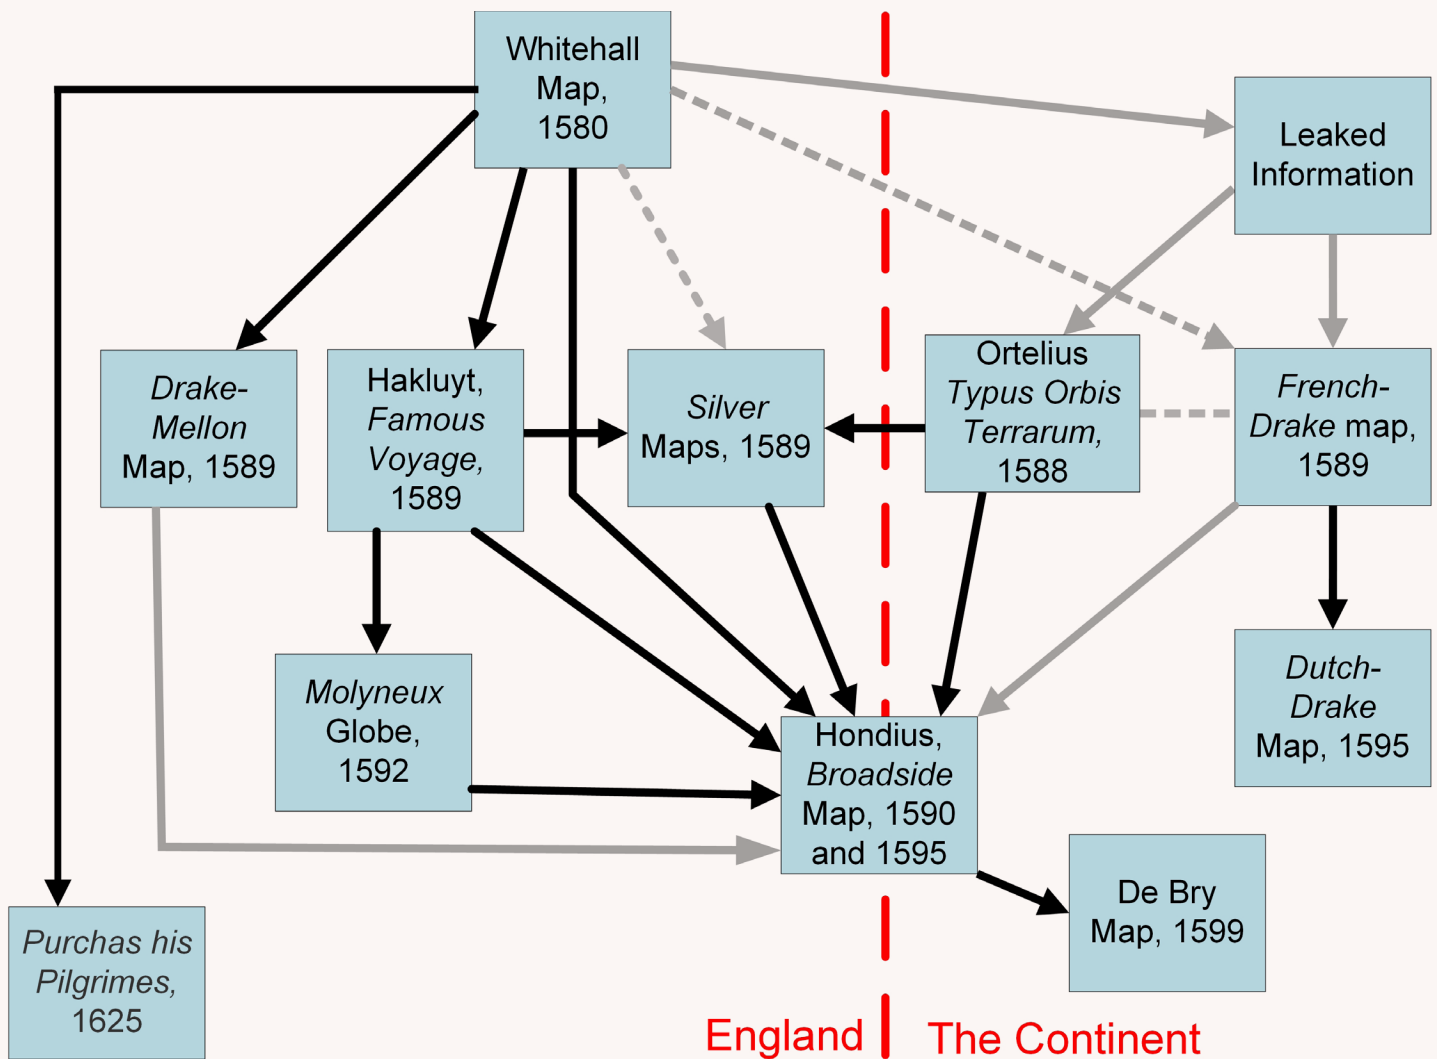 Whitehall
Map,
1580
Leaked
Information
Drake-
Mellon
Map, 1589
Hakluyt,
Famous
Voyage,
1589
Silver
Maps, 1589
Ortelius
Typus Orbis
Terrarum,
1588
French-
Drake map,
1589
Molyneux
Globe,
1592
Hondius,
Broadside
Map, 1590
and 1595
Dutch-
Drake
Map, 1595
De Bry
Map, 1599
Purchas his
Pilgrimes,
1625
England
The Continent